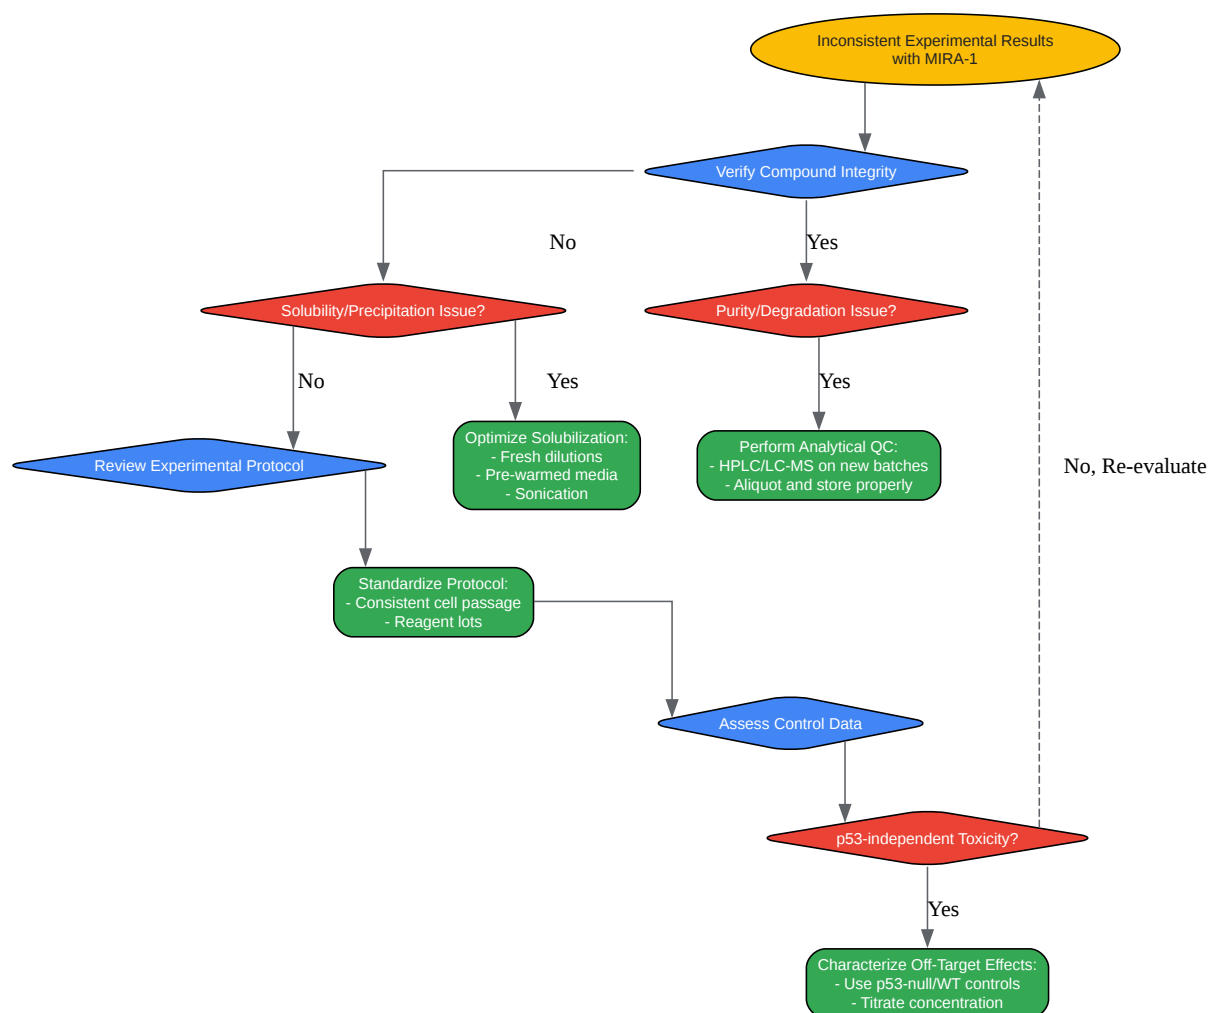 Inconsistent Experimental Results
with MIRA-1
Verify Compound Integrity
No
Yes
Solubility/Precipitation Issue?
Purity/Degradation Issue?
No
Yes
Yes
Optimize Solubilization:
- Fresh dilutions
- Pre-warmed media
- Sonication
Perform Analytical QC:
- HPLC/LC-MS on new batches
- Aliquot and store properly
No, Re-evaluate
Review Experimental Protocol
Standardize Protocol:
- Consistent cell passage
- Reagent lots
Assess Control Data
p53-independent Toxicity?
Yes
Characterize Off-Target Effects:
- Use p53-null/WT controls
- Titrate concentration